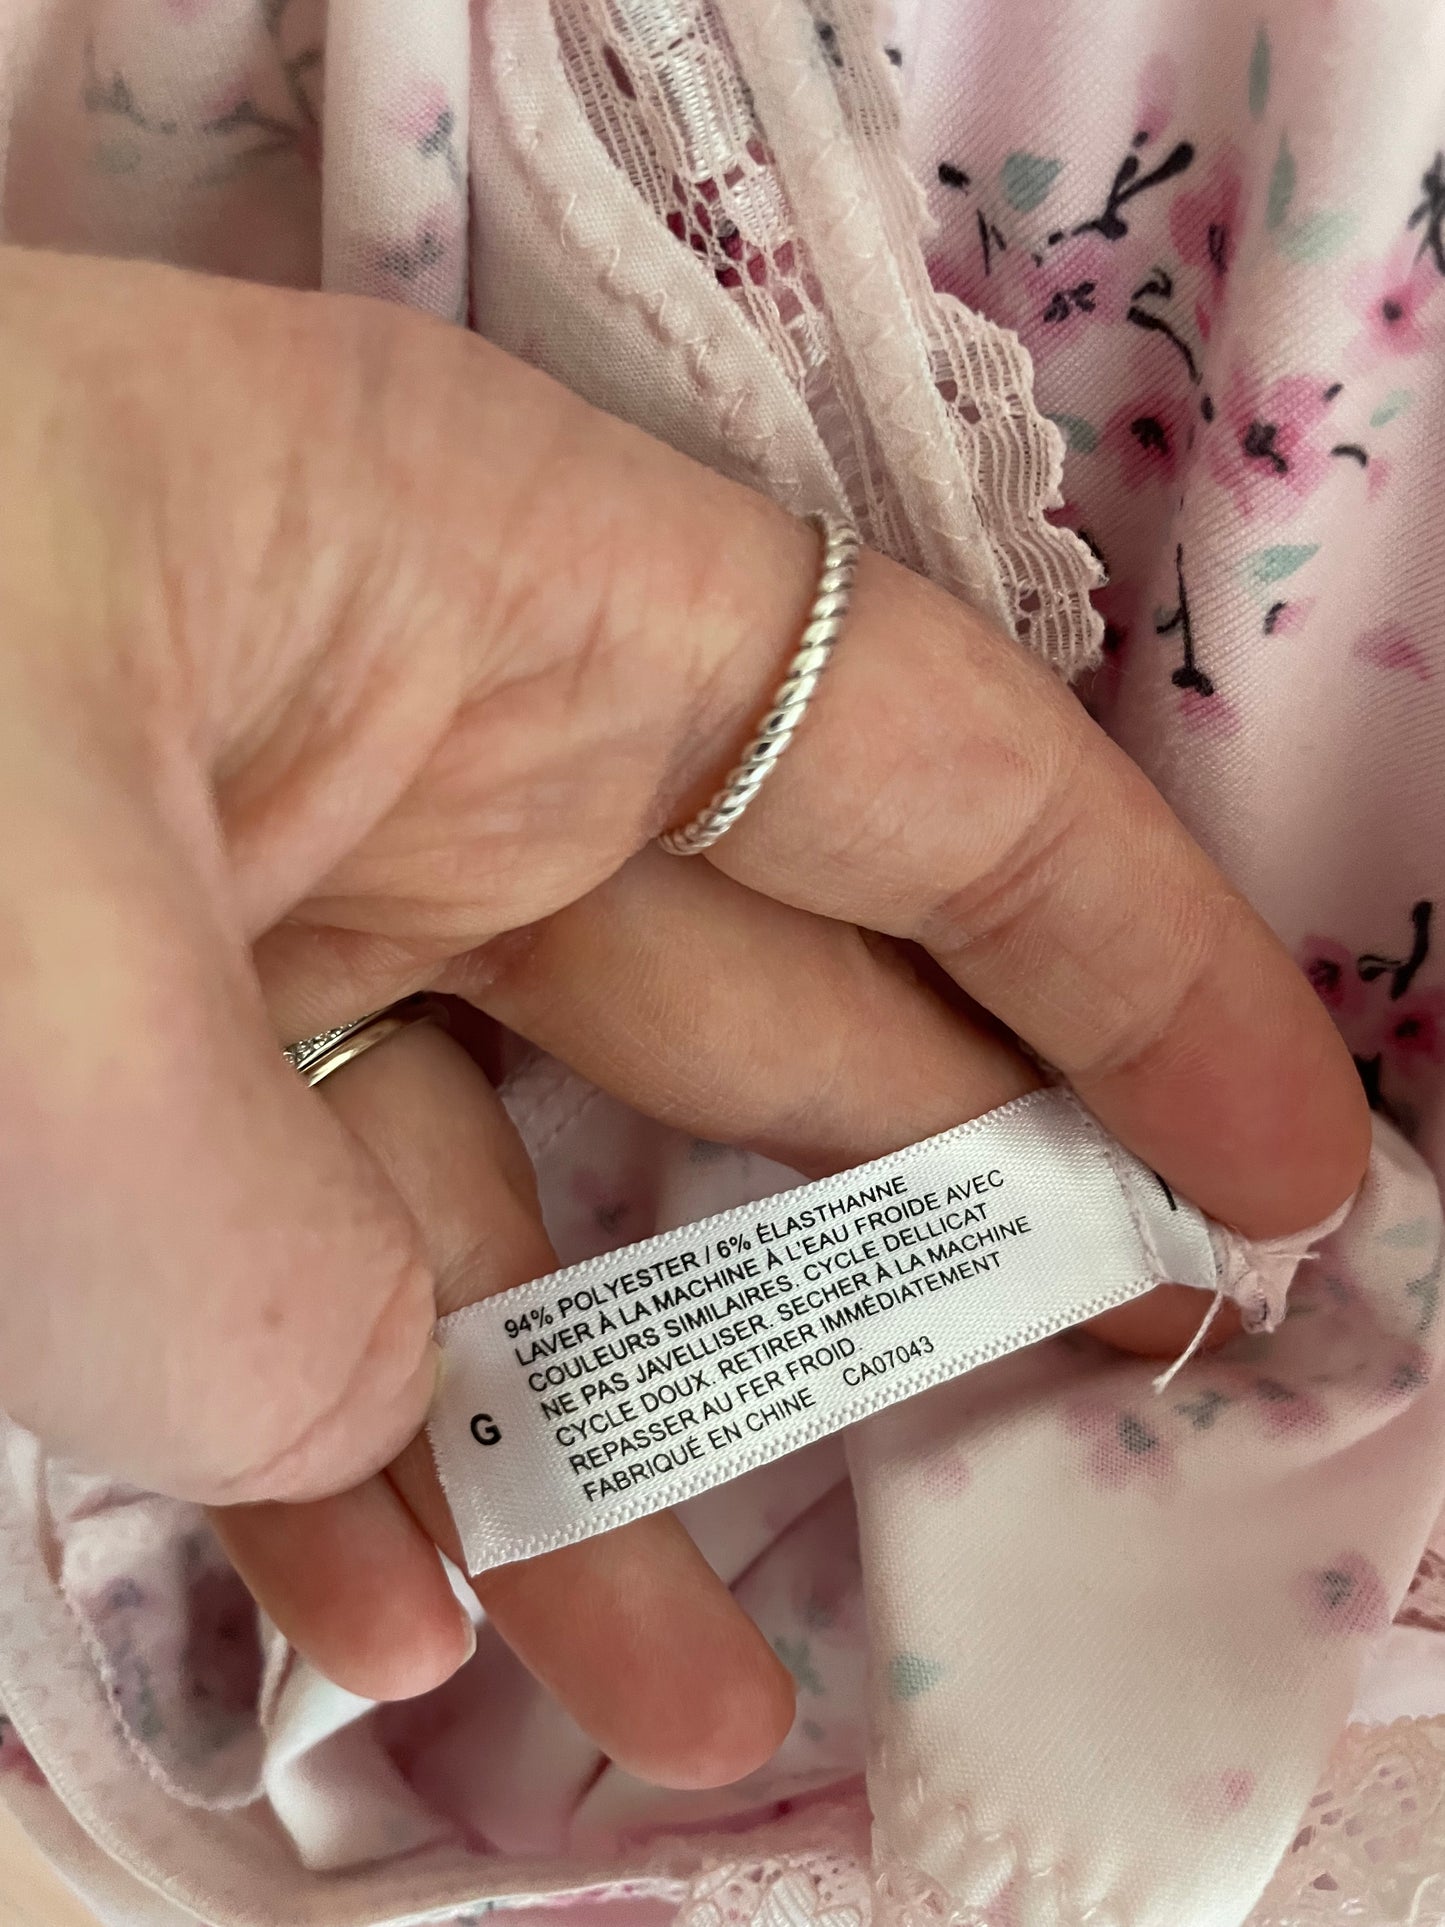 94% POLYESTER / 6% ÉLASTHANNE
LAVER À LA MACHINE À L'EAU FROIDE AVEC
COULEURS SIMILAIRES. CYCLE DELLICAT
NE PAS JAVELLISER. SECHER À LA MACHINE
CYCLE DOUX. RETIRER IMMÉDIATEMENT
REPASSER AU FER FROID.
FABRIQUÉ EN CHINE CA07043
G